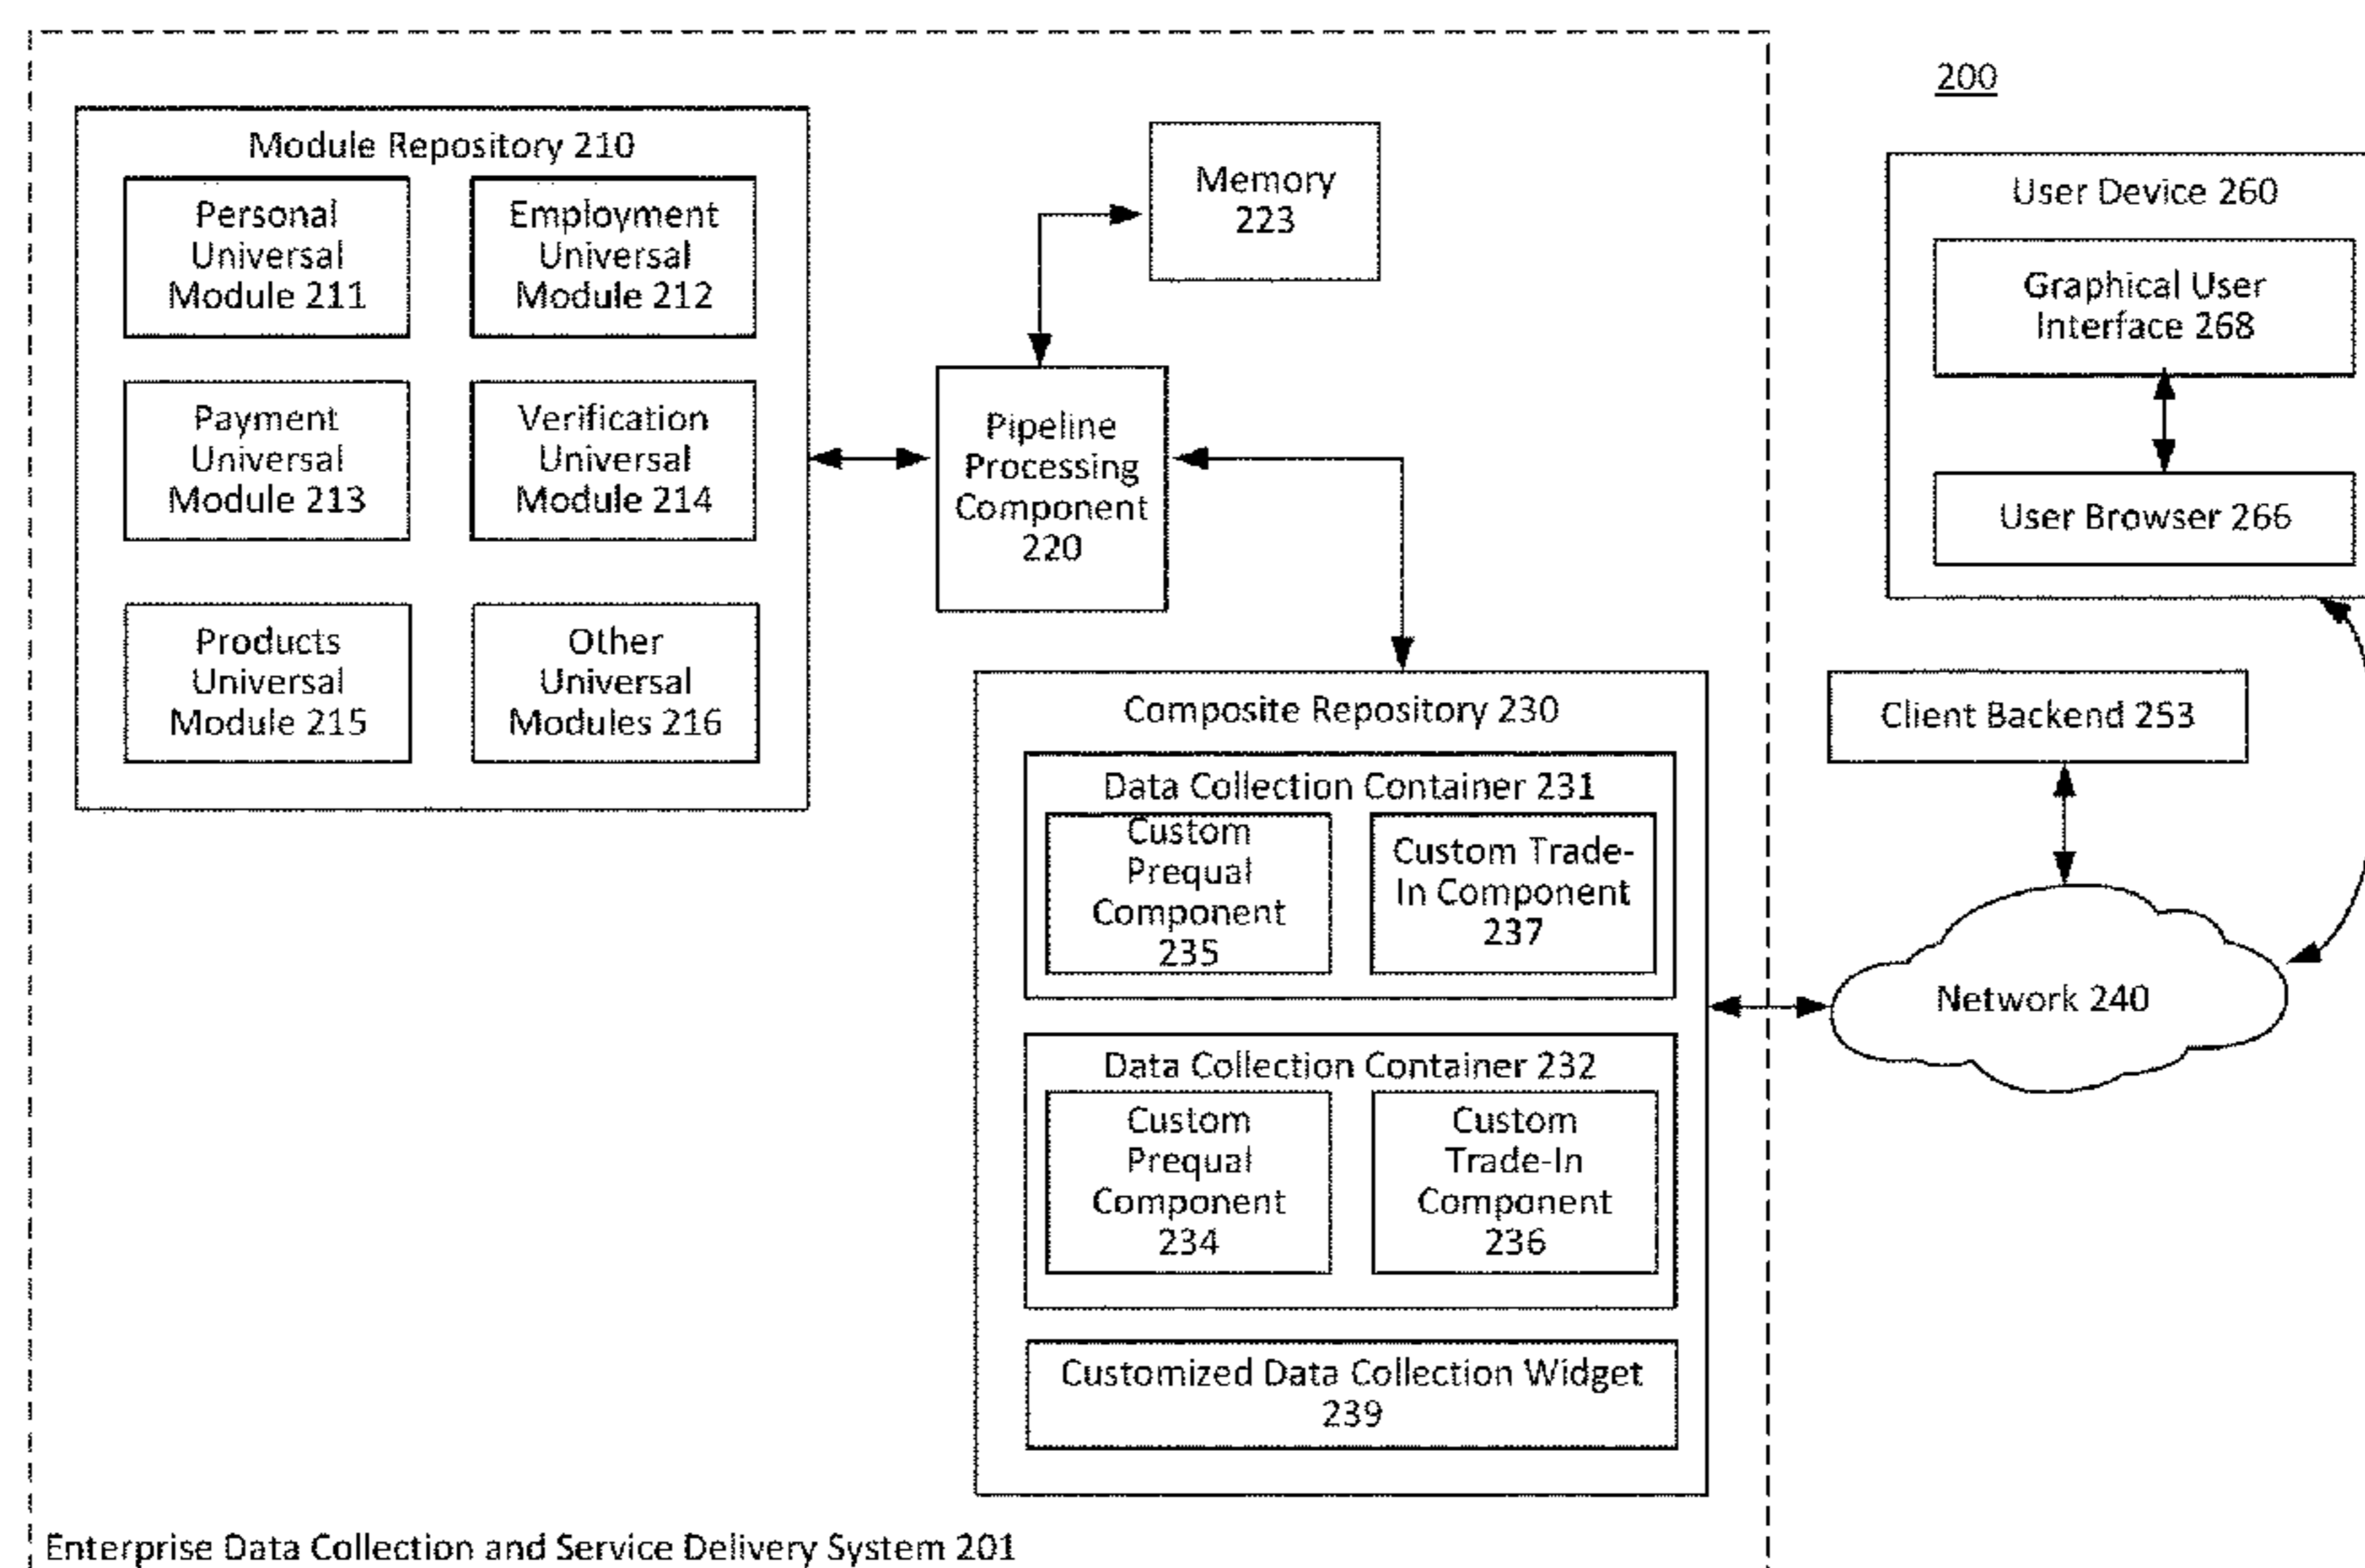 200
Module Repository 210
Personal
Universal
Module 211
Employment
Universal
Module 212
Payment
Universal
Module 213
Verification
Universal
Module 214
Products
Universal
Module 215
Other
Universal
Modules 216
Memory
223
Pipeline
Processing
Component
220
User Device 260
Graphical User
Interface 268
User Browser 266
Client Backend 253
Network 240
Composite Repository 230
Data Collection Container 231
Custom
Prequal
Component
235
Custom Trade-
In Component
237
Data Collection Container 232
Custom
Prequal
Component
234
Custom
Trade-In
Component
236
Customized Data Collection Widget
239
Enterprise Data Collection and Service Delivery System 201